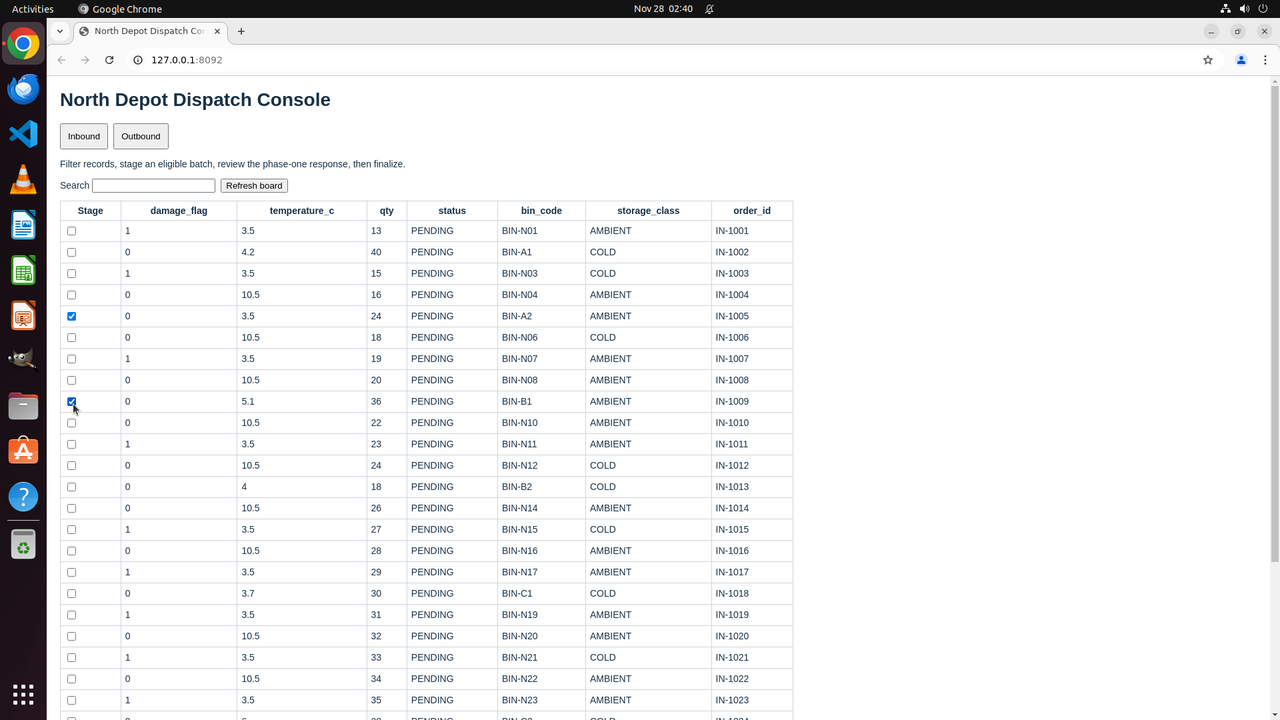 Activities
Google Chrome
Nov 28 02:40
North Depot Dispatch Con
127.0.0.1:8092
North Depot Dispatch Console
Inbound Outbound
Filter records, stage an eligible batch, review the phase-one response, then finalize.
Search Refresh board
Stage damage_flag temperature_c qty status bin_code storage_class order_id
1 3.5 13 PENDING BIN-N01 AMBIENT IN-1001
0 4.2 40 PENDING BIN-A1 COLD IN-1002
1 3.5 15 PENDING BIN-N03 COLD IN-1003
0 10.5 16 PENDING BIN-N04 AMBIENT IN-1004
0 3.5 24 PENDING BIN-A2 AMBIENT IN-1005
0 10.5 18 PENDING BIN-N06 COLD IN-1006
1 3.5 19 PENDING BIN-N07 AMBIENT IN-1007
0 10.5 20 PENDING BIN-N08 AMBIENT IN-1008
0 5.1 36 PENDING BIN-B1 AMBIENT IN-1009
0 10.5 22 PENDING BIN-N10 AMBIENT IN-1010
1 3.5 23 PENDING BIN-N11 AMBIENT IN-1011
0 10.5 24 PENDING BIN-N12 COLD IN-1012
0 4 18 PENDING BIN-B2 COLD IN-1013
0 10.5 26 PENDING BIN-N14 AMBIENT IN-1014
1 3.5 27 PENDING BIN-N15 COLD IN-1015
0 10.5 28 PENDING BIN-N16 AMBIENT IN-1016
1 3.5 29 PENDING BIN-N17 AMBIENT IN-1017
0 3.7 30 PENDING BIN-C1 COLD IN-1018
1 3.5 31 PENDING BIN-N19 AMBIENT IN-1019
0 10.5 32 PENDING BIN-N20 AMBIENT IN-1020
1 3.5 33 PENDING BIN-N21 COLD IN-1021
0 10.5 34 PENDING BIN-N22 AMBIENT IN-1022
1 3.5 35 PENDING BIN-N23 AMBIENT IN-1023